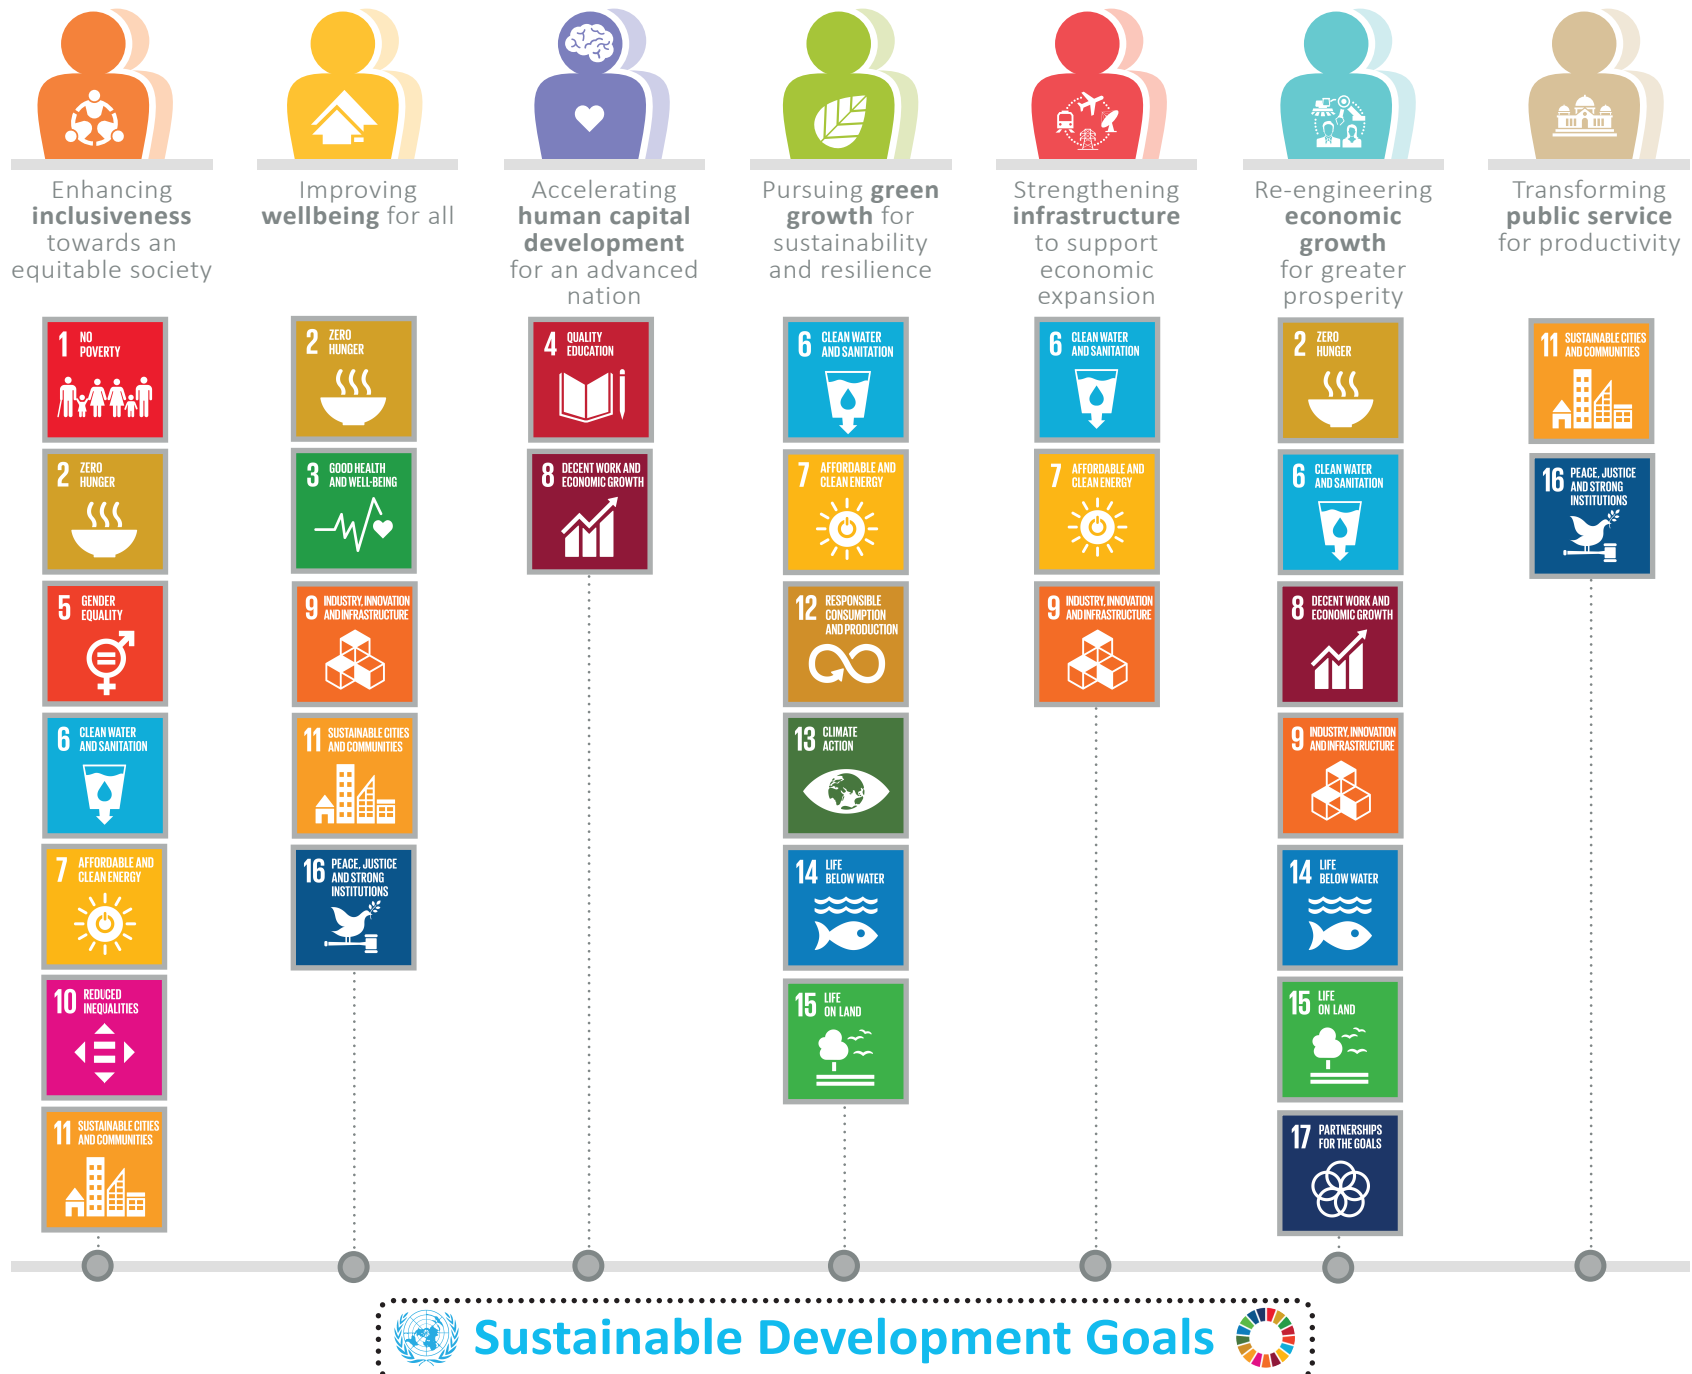 Enhancing
inclusiveness
towards an
equitable society
Improving
wellbeing for all
Accelerating
human capital
development
for an advanced
nation
Pursuing green
growth for
sustainability
and resilience
Strengthening
infrastructure
to support
economic
expansion
Re-engineering
economic
growth
for greater
prosperity
Transforming
public service
for productivity
1 NO
POVERTY
2 ZERO
HUNGER
5 GENDER
EQUALITY
6 CLEAN WATER
AND SANITATION
7 AFFORDABLE AND
CLEAN ENERGY
10 REDUCED
INEQUALITIES
11 SUSTAINABLE CITIES
AND COMMUNITIES
2 ZERO
HUNGER
3 GOOD HEALTH
AND WELL-BEING
9 INDUSTRY, INNOVATION
AND INFRASTRUCTURE
11 SUSTAINABLE CITIES
AND COMMUNITIES
16 PEACE, JUSTICE
AND STRONG
INSTITUTIONS
4 QUALITY
EDUCATION
8 DECENT WORK AND
ECONOMIC GROWTH
6 CLEAN WATER
AND SANITATION
7 AFFORDABLE AND
CLEAN ENERGY
12 RESPONSIBLE
CONSUMPTION
AND PRODUCTION
13 CLIMATE
ACTION
14 LIFE
BELOW WATER
15 LIFE
ON LAND
6 CLEAN WATER
AND SANITATION
7 AFFORDABLE AND
CLEAN ENERGY
9 INDUSTRY, INNOVATION
AND INFRASTRUCTURE
2 ZERO
HUNGER
6 CLEAN WATER
AND SANITATION
8 DECENT WORK AND
ECONOMIC GROWTH
9 INDUSTRY, INNOVATION
AND INFRASTRUCTURE
14 LIFE
BELOW WATER
15 LIFE
ON LAND
17 PARTNERSHIPS
FOR THE GOALS
11 SUSTAINABLE CITIES
AND COMMUNITIES
16 PEACE, JUSTICE
AND STRONG
INSTITUTIONS
Sustainable Development Goals